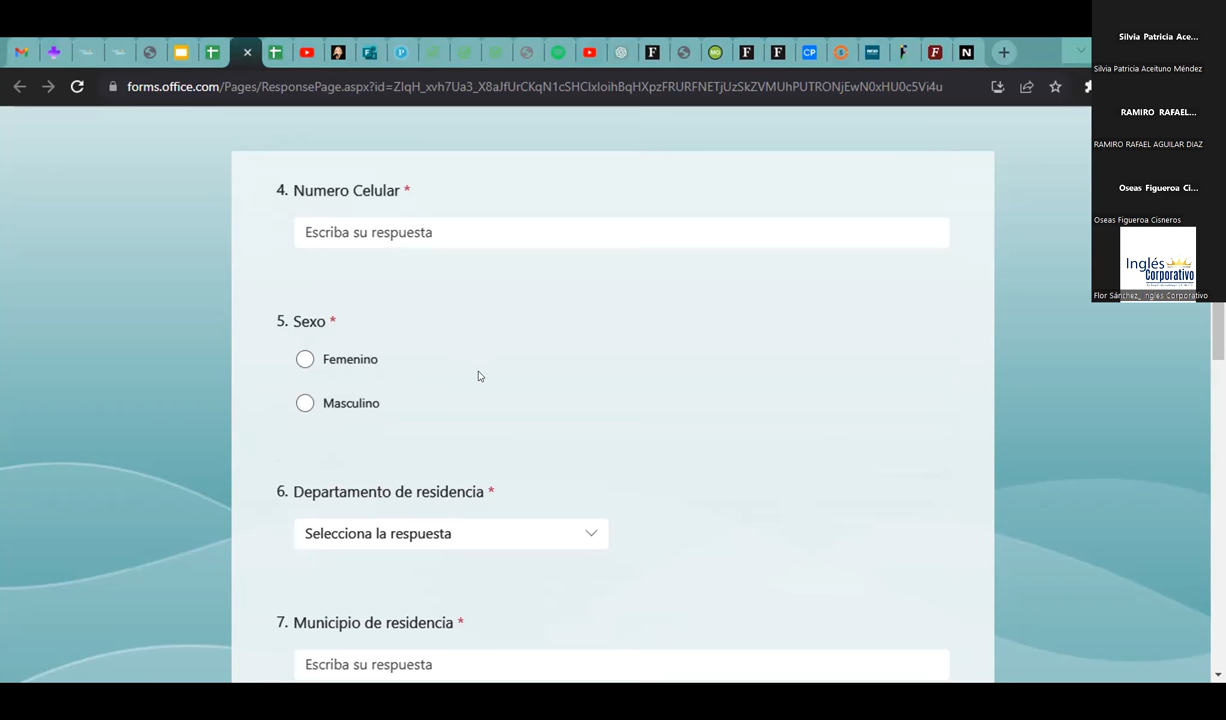 Silvia Patricia Ace...
Silvia Patricia Aceituno Méndez
forms.office.com/Pages/ResponsePage.aspx?id=ZIqH_xvh7Ua3_X8aJfUrCKqN1cSHCIxIoihBqHXpzFRURFNETjUzSkZVMUhPUTRONjEwN0xHU0c5Vi4u
RAMIRO RAFAEL...
RAMIRO RAFAEL AGUILAR DIAZ
4. Numero Celular *
Oseas Figueroa Ci...
Oseas Figueroa Cisneros
Escriba su respuesta
Inglés
Corporativo
Flor Sánchez_ Inglés Corporativo
5. Sexo *
Femenino
Masculino
6. Departamento de residencia *
Selecciona la respuesta
7. Municipio de residencia *
Escriba su respuesta